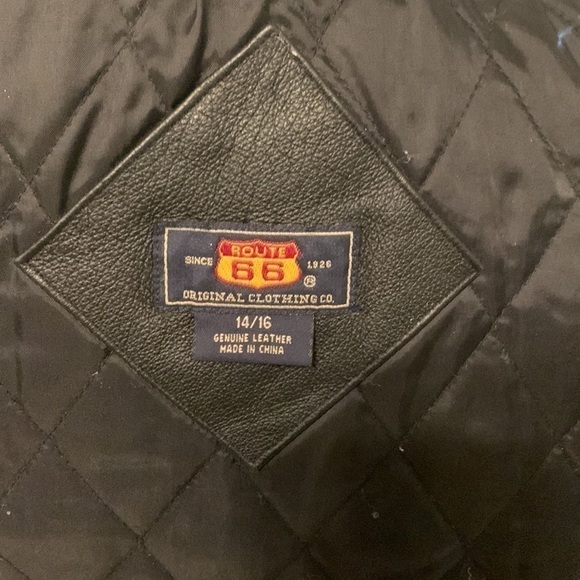 ROUTE
SINCE 66 1926
®
ORIGINAL CLOTHING CO.
14/16
GENUINE LEATHER
MADE IN CHINA